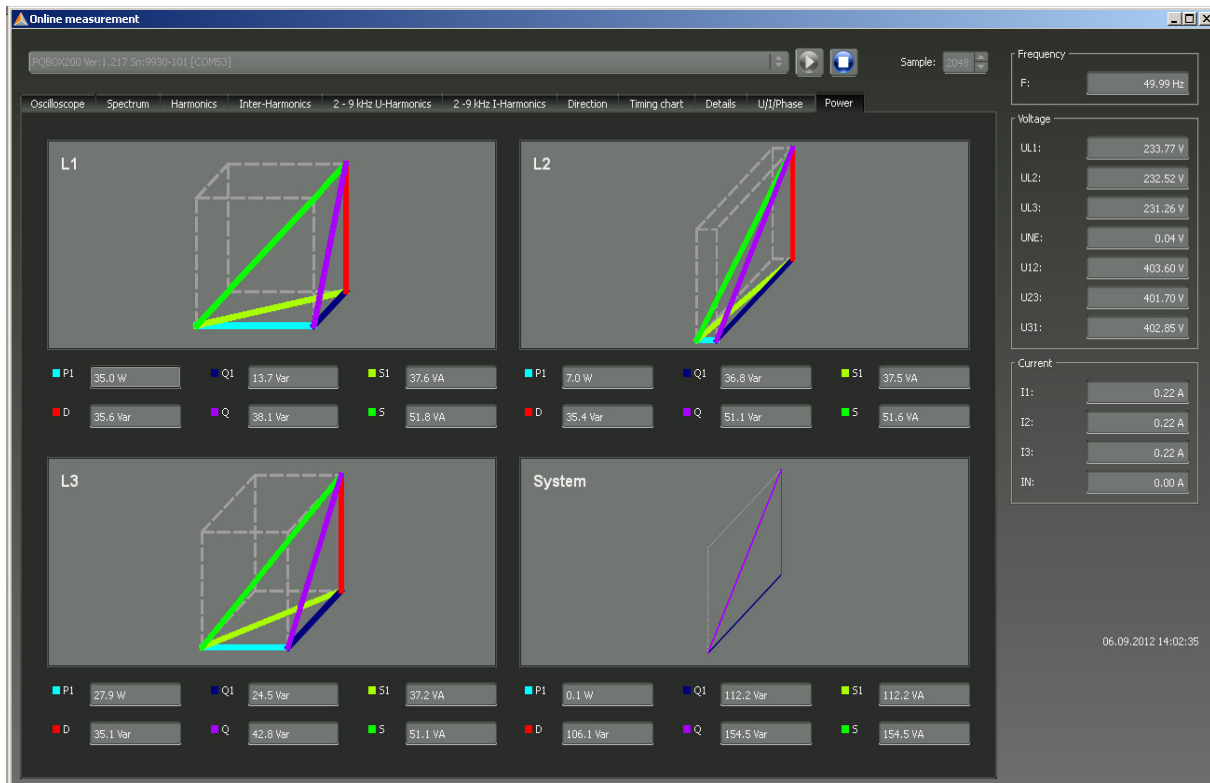 Online measurement
PQBOX200 Ver:1.217 Sn:9930-101 [COM53]
Sample: 2048
Oscilloscope Spectrum Harmonics Inter-Harmonics 2 - 9 kHz U-Harmonics 2 -9 kHz I-Harmonics Direction Timing chart Details U/I/Phase Power
L1
L2
P1 35.0 W Q1 13.7 Var S1 37.6 VA
D 35.6 Var Q 38.1 Var S 51.8 VA
P1 7.0 W Q1 36.8 Var S1 37.5 VA
D 35.4 Var Q 51.1 Var S 51.6 VA
L3
System
P1 27.9 W Q1 24.5 Var S1 37.2 VA
D 35.1 Var Q 42.8 Var S 51.1 VA
P1 0.1 W Q1 112.2 Var S1 112.2 VA
D 106.1 Var Q 154.5 Var S 154.5 VA
Frequency
F: 49.99 Hz
Voltage
UL1: 233.77 V
UL2: 232.52 V
UL3: 231.26 V
UNE: 0.04 V
U12: 403.60 V
U23: 401.70 V
U31: 402.85 V
Current
I1: 0.22 A
I2: 0.22 A
I3: 0.22 A
IN: 0.00 A
06.09.2012 14:02:35